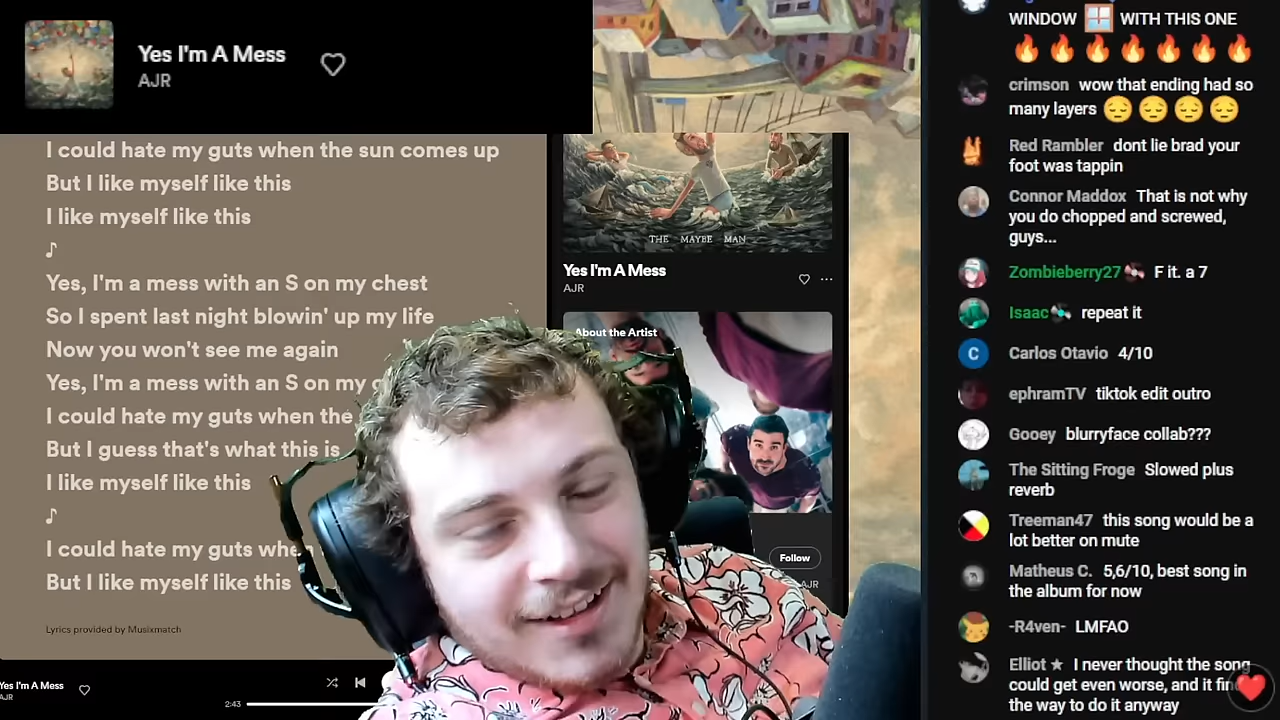 Yes I'm A Mess
AJR
I could hate my guts when the sun comes up
But I like myself like this
I like myself like this
♪
Yes, I'm a mess with an S on my chest
So I spent last night blowin' up my life
Now you won't see me again
Yes, I'm a mess with an S on my
I could hate my guts when the
But I guess that's what this is
I like myself like this
♪
I could hate my guts
But I like myself like this
Lyrics provided by Musixmatch
Yes I'm A Mess
AJR
2:43
THE MAYBE MAN
Yes I'm A Mess
AJR
About the Artist
Follow
AJR
WINDOW 🪟 WITH THIS ONE
🔥🔥🔥🔥🔥🔥🔥
crimson wow that ending had so
many layers 😔😔😔😔
Red Rambler dont lie brad your
foot was tappin
Connor Maddox That is not why
you do chopped and screwed,
guys...
Zombieberry27 F it. a 7
Isaac repeat it
C Carlos Otavio 4/10
ephramTV tiktok edit outro
Gooey blurryface collab???
The Sitting Froge Slowed plus
reverb
Treeman47 this song would be a
lot better on mute
Matheus C. 5,6/10, best song in
the album for now
-R4ven- LMFAO
Elliot ★ I never thought the song
could get even worse, and it
the way to do it anyway